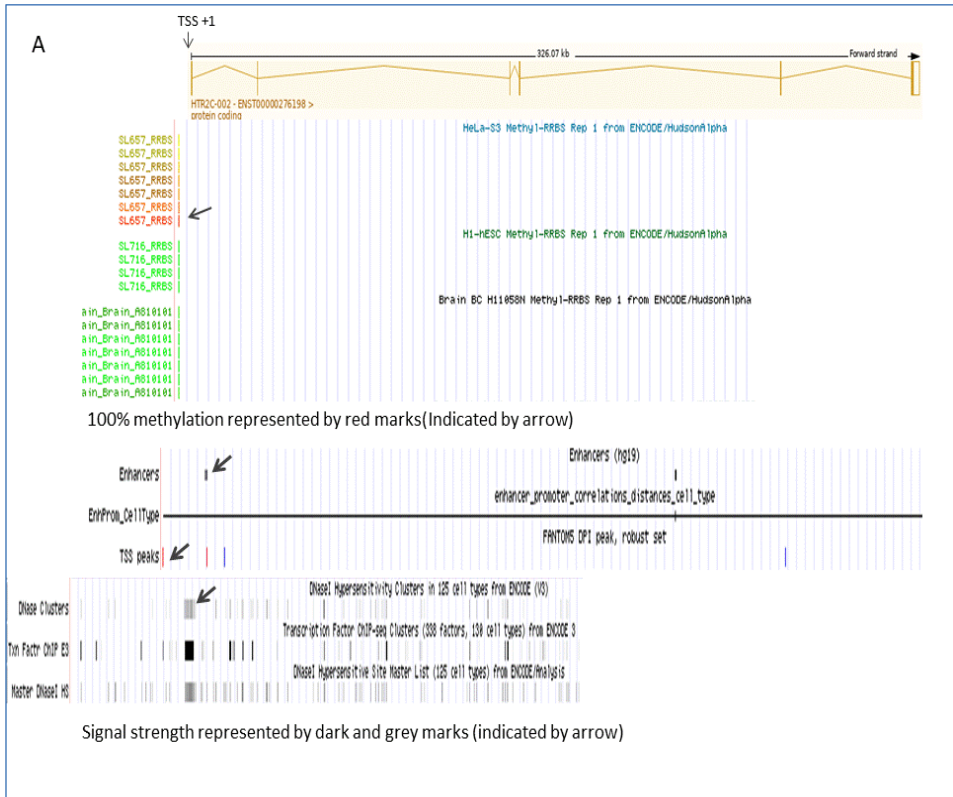 TSS +1
A
326.07 kb
Forward strand
HTR2C-002 - ENST00000276198 >
protein coding
HeLa-S3 Methyl-RRBS Rep 1 from ENCODE/HudsonAlpha
SL657_RRBS
SL657_RRBS
SL657_RRBS
SL657_RRBS
SL657_RRBS
SL657_RRBS
SL657_RRBS
H1-hESC Methyl-RRBS Rep 1 from ENCODE/HudsonAlpha
SL716_RRBS
SL716_RRBS
SL716_RRBS
SL716_RRBS
Brain BC H11058N Methyl-RRBS Rep 1 from ENCODE/HudsonAlpha
ain_Brain_A810101
ain_Brain_A810101
ain_Brain_A810101
ain_Brain_A810101
ain_Brain_A810101
ain_Brain_A810101
ain_Brain_A810101
100% methylation represented by red marks(Indicated by arrow)
Enhancers (hg19)
Enhancers
enhancer_promoter_correlations_distances_cell_type
EnhProm_CellType
FANTOM5 DPI peak, robust set
TSS peaks
DNaseI Hypersensitivity Clusters in 125 cell types from ENCODE (V3)
DNase Clusters
Transcription Factor ChIP-seq Clusters (338 factors, 130 cell types) from ENCODE 3
Txn Factr ChIP E3
DNaseI Hypersensitive Site Master List (125 cell types) from ENCODE/Analysis
Master DNaseI HS
Signal strength represented by dark and grey marks (indicated by arrow)